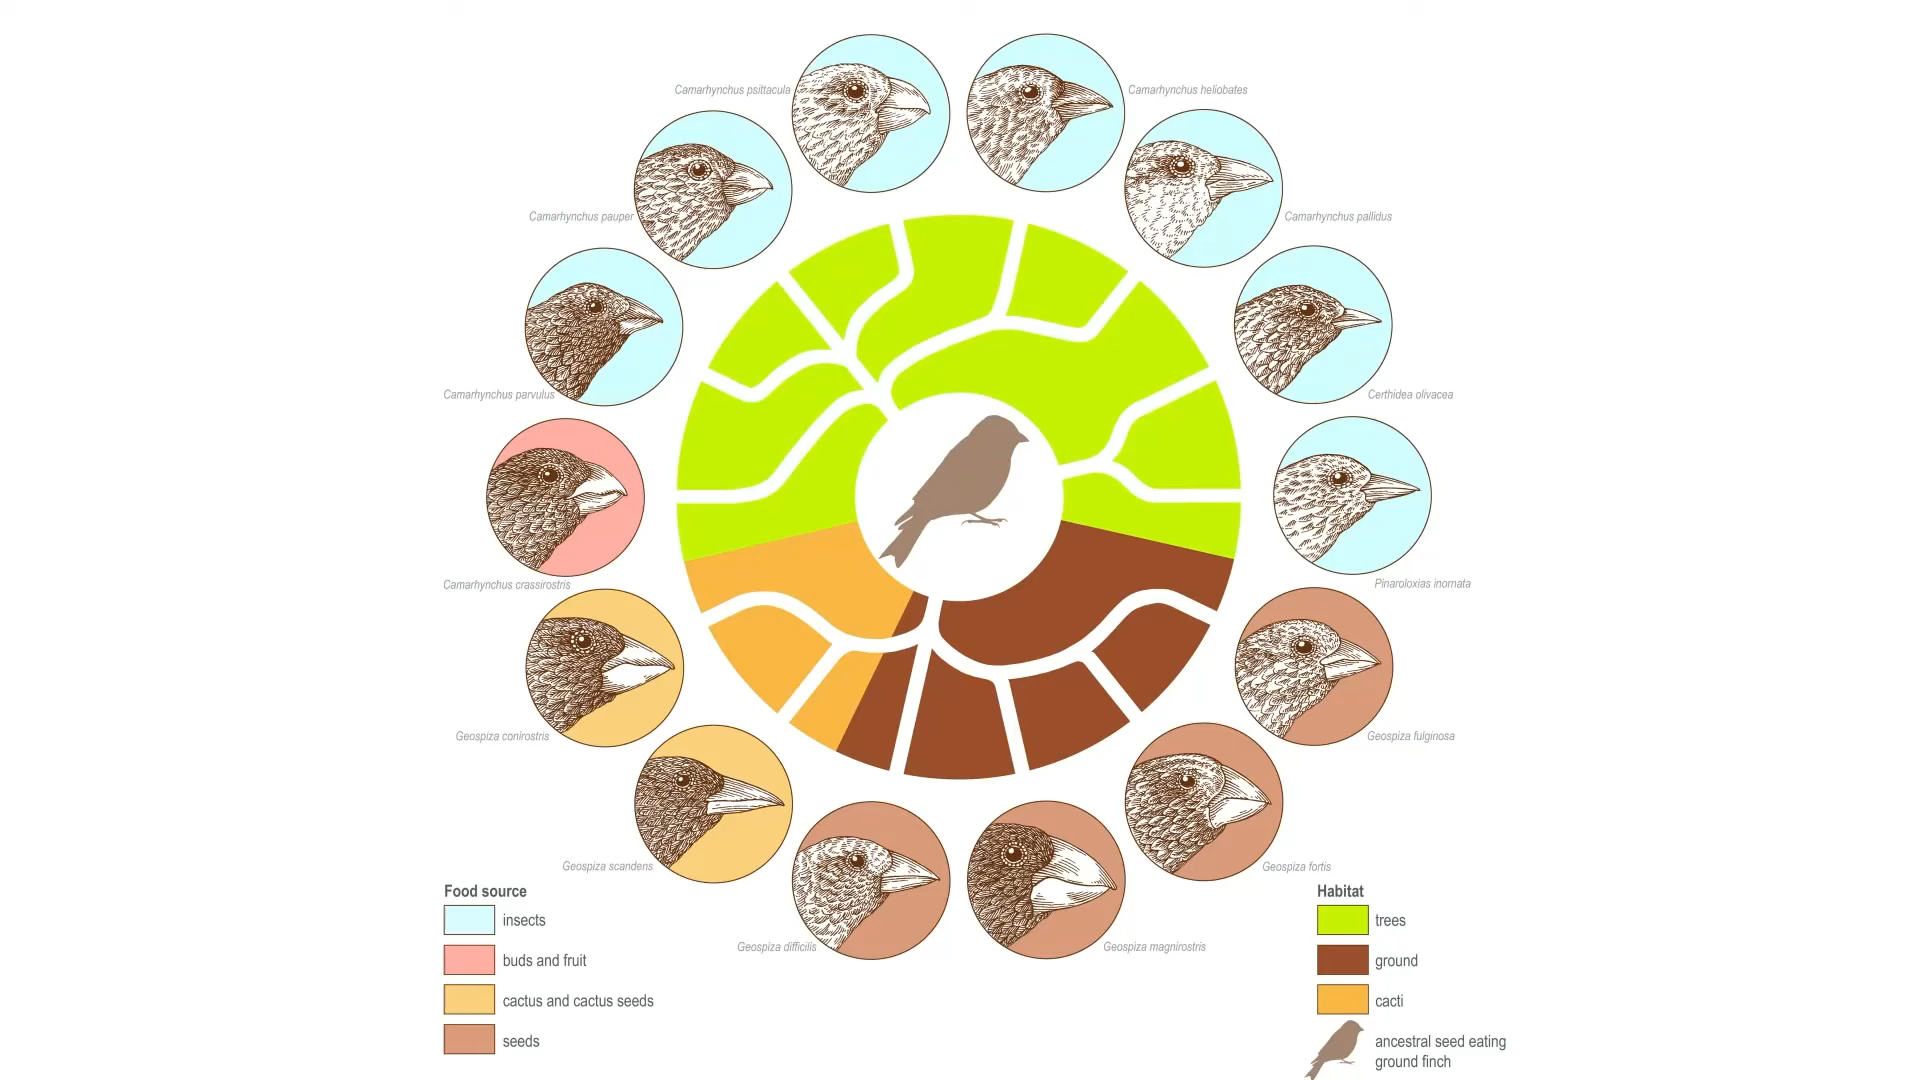 Camarhynchus psittacula
Camarhynchus heliobates
Camarhynchus pauper
Camarhynchus pallidus
Camarhynchus parvulus
Certhidea olivacea
Camarhynchus crassirostris
Pinaroloxias inornata
Geospiza conirostris
Geospiza fulginosa
Geospiza scandens
Geospiza fortis
Geospiza difficilis
Geospiza magnirostris
Food source
insects
buds and fruit
cactus and cactus seeds
seeds
Habitat
trees
ground
cacti
ancestral seed eating
ground finch